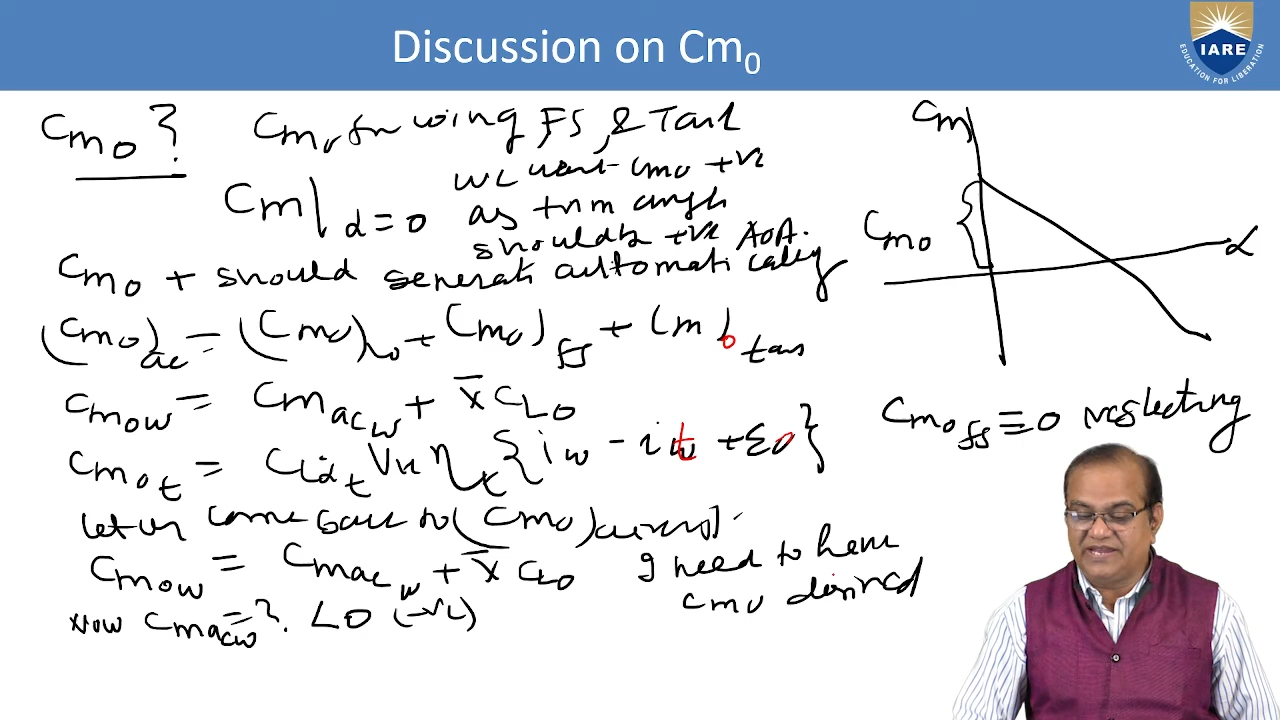 Discussion on Cm₀
IARE
EDUCATION FOR LIBERATION
Cm₀ ? Cm₀ for wing, FS, & Tail
we want Cm₀ +ve
Cm|α=0 as trim angle
should be +ve AOA.
Cm₀ + should generate automatically
(Cm₀)ac = (Cm₀)w + (Cm₀)fs + (Cm)₀ tail
Cm₀w = Cmacw + x̄ CL₀
Cm₀t = CLαt VH ηt {iw - it + ε₀}
let us come back to (Cm₀)aircraft
Cm₀w = Cmacw + x̄ CL₀
I need to have
Cm₀ desired
Now Cmacw = ?. L0 (-ve)
Cm
Cm₀
α
Cm₀fs ≡ 0 neglecting